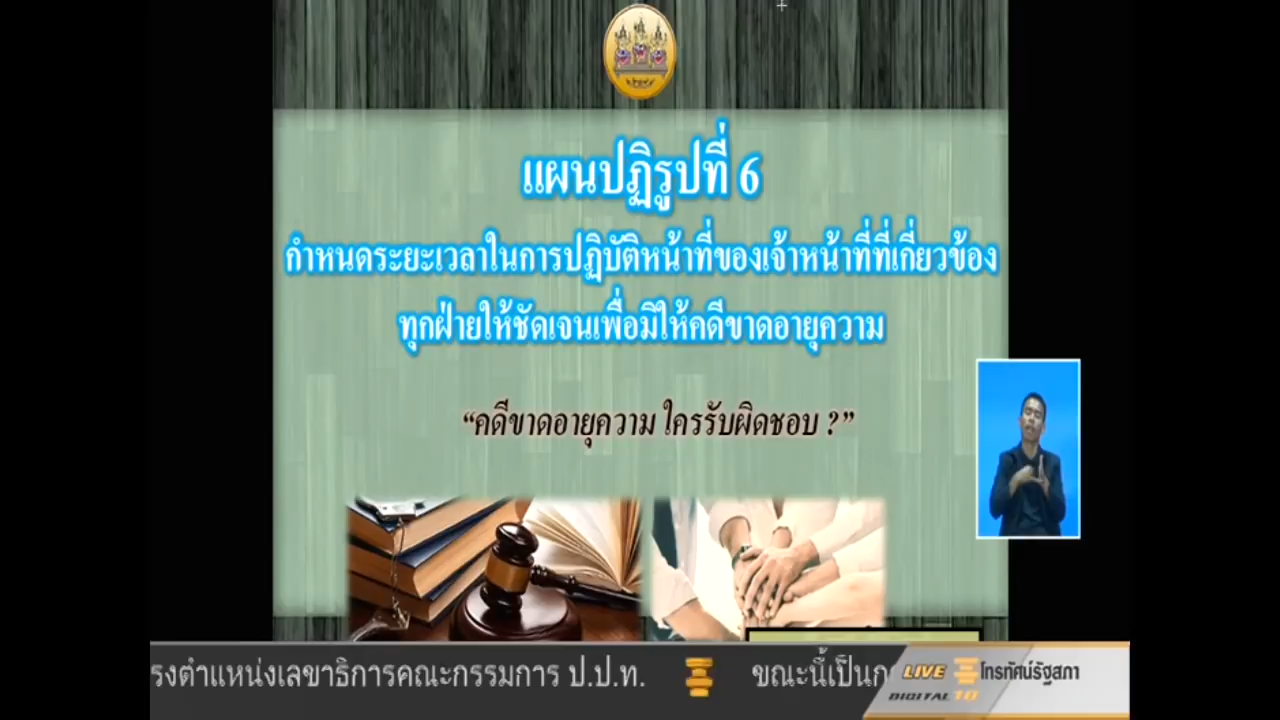 แผนปฏิรูปที่ 6
กำหนดระยะเวลาในการปฏิบัติหน้าที่ของเจ้าหน้าที่ที่เกี่ยวข้อง
ทุกฝ่ายให้ชัดเจนเพื่อมิให้คดีขาดอายุความ
“คดีขาดอายุความ ใครรับผิดชอบ ?”
รงตำแหน่งเลขาธิการคณะกรรมการ ป.ป.ท. ขณะนี้เป็นก
LIVE โทรทัศน์รัฐสภา
DIGITAL 10